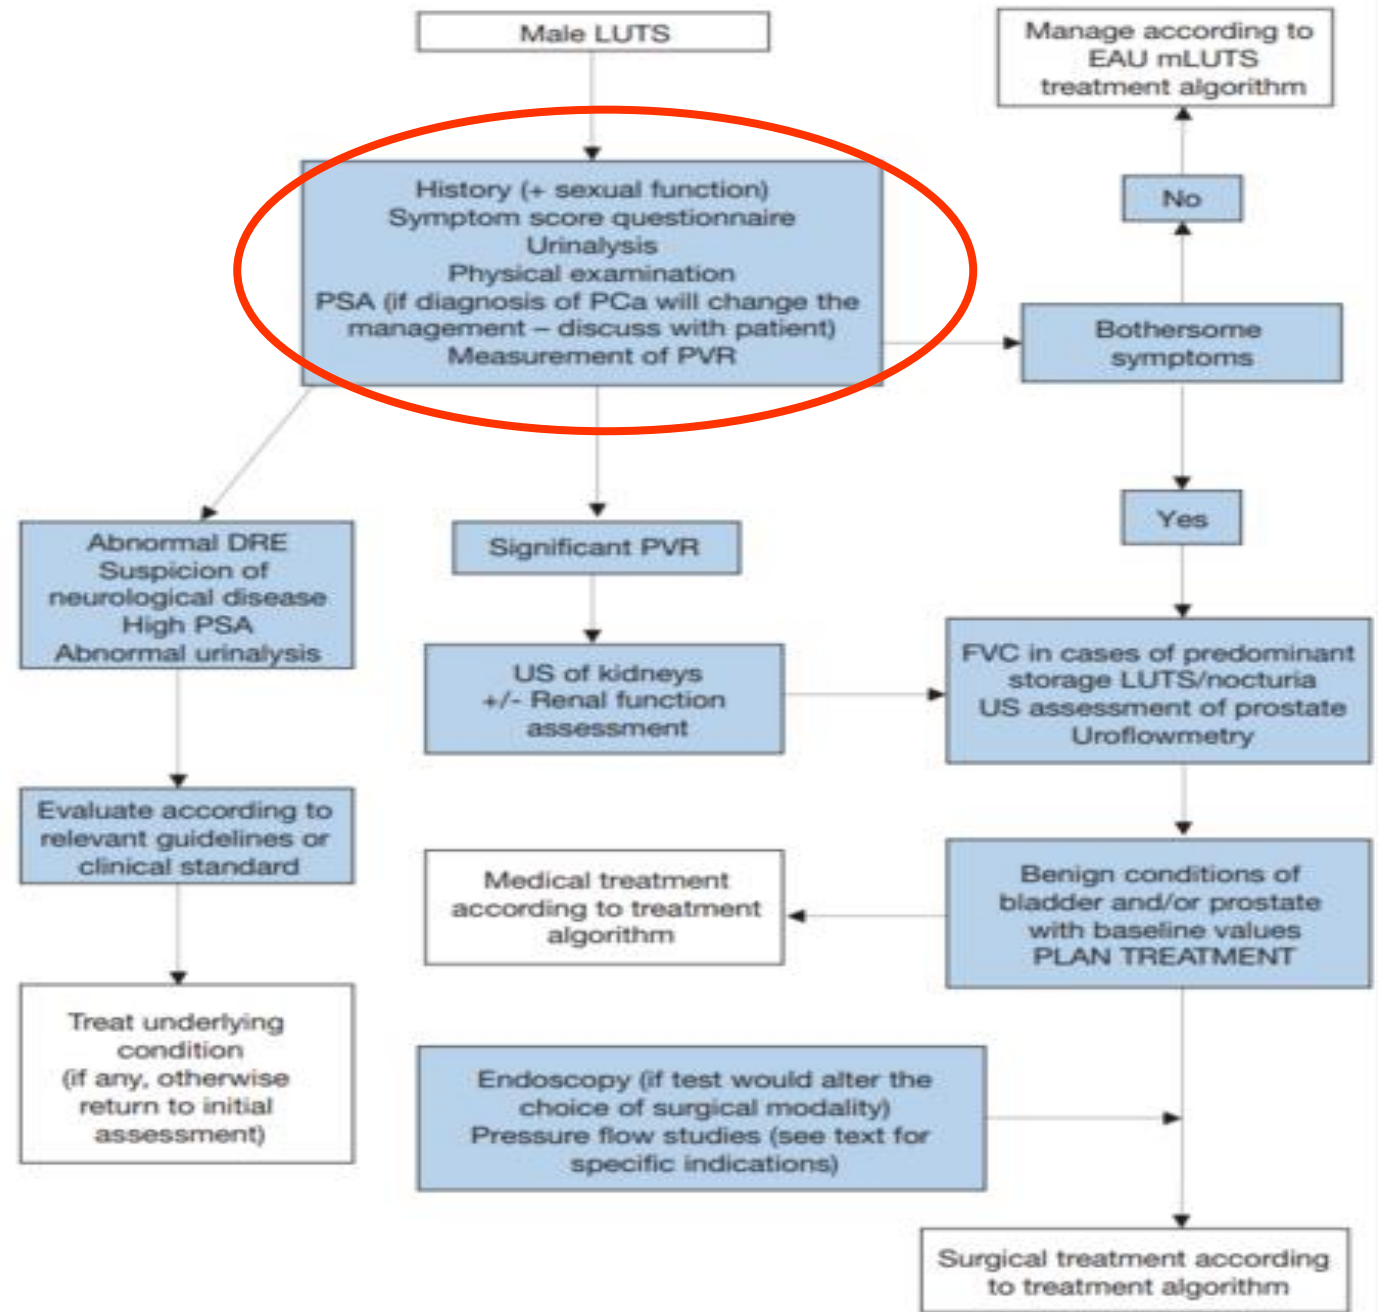 Male LUTS
Manage according to
EAU mLUTS
treatment algorithm
History (+ sexual function)
Symptom score questionnaire
Urinalysis
Physical examination
PSA (if diagnosis of PCa will change the
management – discuss with patient)
Measurement of PVR
No
Bothersome
symptoms
Yes
Abnormal DRE
Suspicion of
neurological disease
High PSA
Abnormal urinalysis
Significant PVR
US of kidneys
+/- Renal function
assessment
FVC in cases of predominant
storage LUTS/nocturia
US assessment of prostate
Uroflowmetry
Evaluate according to
relevant guidelines or
clinical standard
Medical treatment
according to treatment
algorithm
Benign conditions of
bladder and/or prostate
with baseline values
PLAN TREATMENT
Treat underlying
condition
(if any, otherwise
return to initial
assessment)
Endoscopy (if test would alter the
choice of surgical modality)
Pressure flow studies (see text for
specific indications)
Surgical treatment according
to treatment algorithm